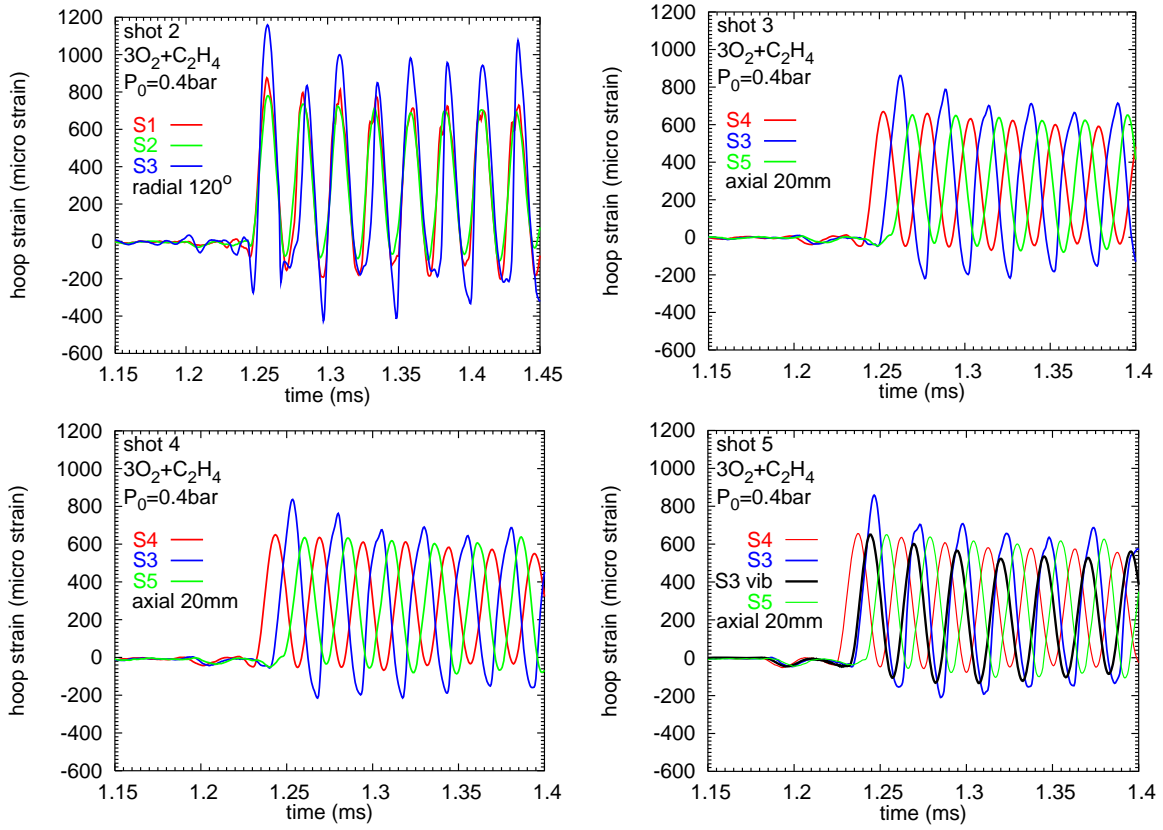 shot 2
3O2+C2H4
P0=0.4bar
S1
S2
S3
radial 120o
hoop strain (micro strain)
1200
1000
800
600
400
200
0
-200
-400
-600
1.15 1.2 1.25 1.3 1.35 1.4 1.45
time (ms)
shot 3
3O2+C2H4
P0=0.4bar
S4
S3
S5
axial 20mm
hoop strain (micro strain)
1200
1000
800
600
400
200
0
-200
-400
-600
1.15 1.2 1.25 1.3 1.35 1.4
time (ms)
shot 4
3O2+C2H4
P0=0.4bar
S4
S3
S5
axial 20mm
hoop strain (micro strain)
1200
1000
800
600
400
200
0
-200
-400
-600
1.15 1.2 1.25 1.3 1.35 1.4
time (ms)
shot 5
3O2+C2H4
P0=0.4bar
S4
S3
S3 vib
S5
axial 20mm
hoop strain (micro strain)
1200
1000
800
600
400
200
0
-200
-400
-600
1.15 1.2 1.25 1.3 1.35 1.4
time (ms)